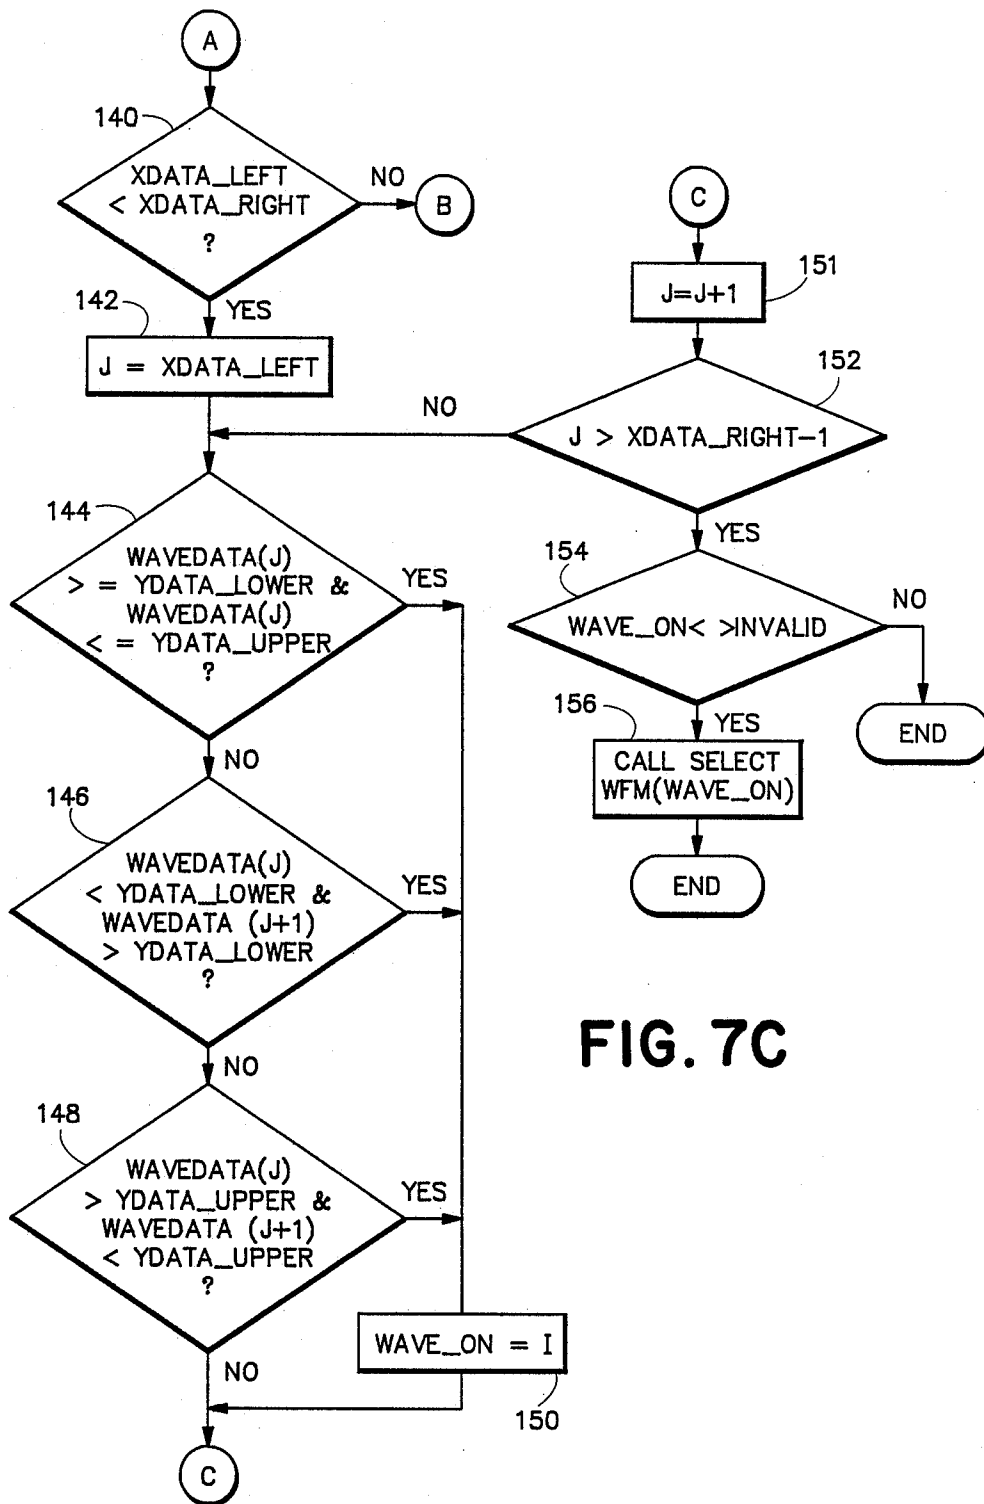 A
140
XDATA_LEFT
< XDATA_RIGHT
?
NO
B
YES
142
J = XDATA_LEFT
144
WAVEDATA(J)
> = YDATA_LOWER &
WAVEDATA(J)
< = YDATA_UPPER
?
YES
NO
146
WAVEDATA(J)
< YDATA_LOWER &
WAVEDATA (J+1)
> YDATA_LOWER
?
YES
NO
148
WAVEDATA(J)
> YDATA_UPPER &
WAVEDATA (J+1)
< YDATA_UPPER
?
YES
NO
WAVE_ON = I
150
C
C
151
J=J+1
152
J > XDATA_RIGHT-1
NO
YES
154
WAVE_ON< >INVALID
NO
END
YES
156
CALL SELECT
WFM(WAVE_ON)
END
FIG. 7C